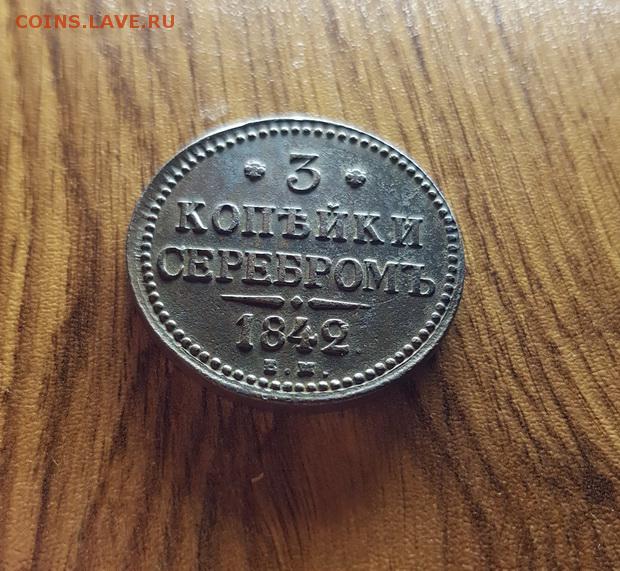 COINS.LAVE.RU
3
КОПѢЙКИ
СЕРЕБРОМЪ
1842.
Е.М.